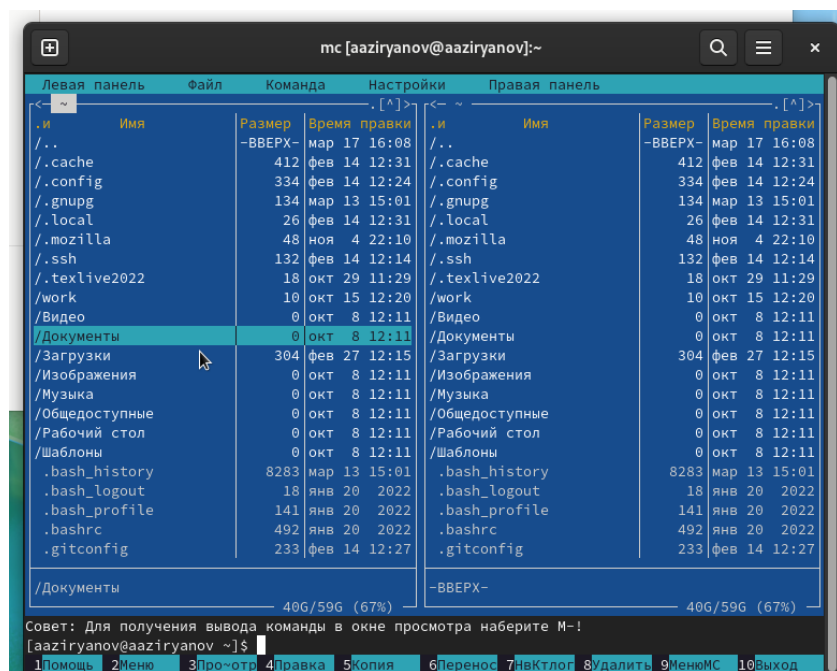 mc [aaziryanov@aaziryanov]:~
Левая панель Файл Команда Настройки Правая панель
<- ~ .[^]> <- ~ .[^]>
.и Имя Размер Время правки .и Имя Размер Время правки
/.. -ВВЕРХ- мар 17 16:08 /.. -ВВЕРХ- мар 17 16:08
/.cache 412 фев 14 12:31 /.cache 412 фев 14 12:31
/.config 334 фев 14 12:24 /.config 334 фев 14 12:24
/.gnupg 134 мар 13 15:01 /.gnupg 134 мар 13 15:01
/.local 26 фев 14 12:31 /.local 26 фев 14 12:31
/.mozilla 48 ноя 4 22:10 /.mozilla 48 ноя 4 22:10
/.ssh 132 фев 14 12:14 /.ssh 132 фев 14 12:14
/.texlive2022 18 окт 29 11:29 /.texlive2022 18 окт 29 11:29
/work 10 окт 15 12:20 /work 10 окт 15 12:20
/Видео 0 окт 8 12:11 /Видео 0 окт 8 12:11
/Документы 0 окт 8 12:11 /Документы 0 окт 8 12:11
/Загрузки 304 фев 27 12:15 /Загрузки 304 фев 27 12:15
/Изображения 0 окт 8 12:11 /Изображения 0 окт 8 12:11
/Музыка 0 окт 8 12:11 /Музыка 0 окт 8 12:11
/Общедоступные 0 окт 8 12:11 /Общедоступные 0 окт 8 12:11
/Рабочий стол 0 окт 8 12:11 /Рабочий стол 0 окт 8 12:11
/Шаблоны 0 окт 8 12:11 /Шаблоны 0 окт 8 12:11
.bash_history 8283 мар 13 15:01 .bash_history 8283 мар 13 15:01
.bash_logout 18 янв 20 2022 .bash_logout 18 янв 20 2022
.bash_profile 141 янв 20 2022 .bash_profile 141 янв 20 2022
.bashrc 492 янв 20 2022 .bashrc 492 янв 20 2022
.gitconfig 233 фев 14 12:27 .gitconfig 233 фев 14 12:27
/Документы -ВВЕРХ-
40G/59G (67%) 40G/59G (67%)
Совет: Для получения вывода команды в окне просмотра наберите M-!
[aaziryanov@aaziryanov ~]$
1Помощь 2Меню 3Про~отр 4Правка 5Копия 6Перенос 7НвКтлог 8Удалить 9МенюMC 10Выход